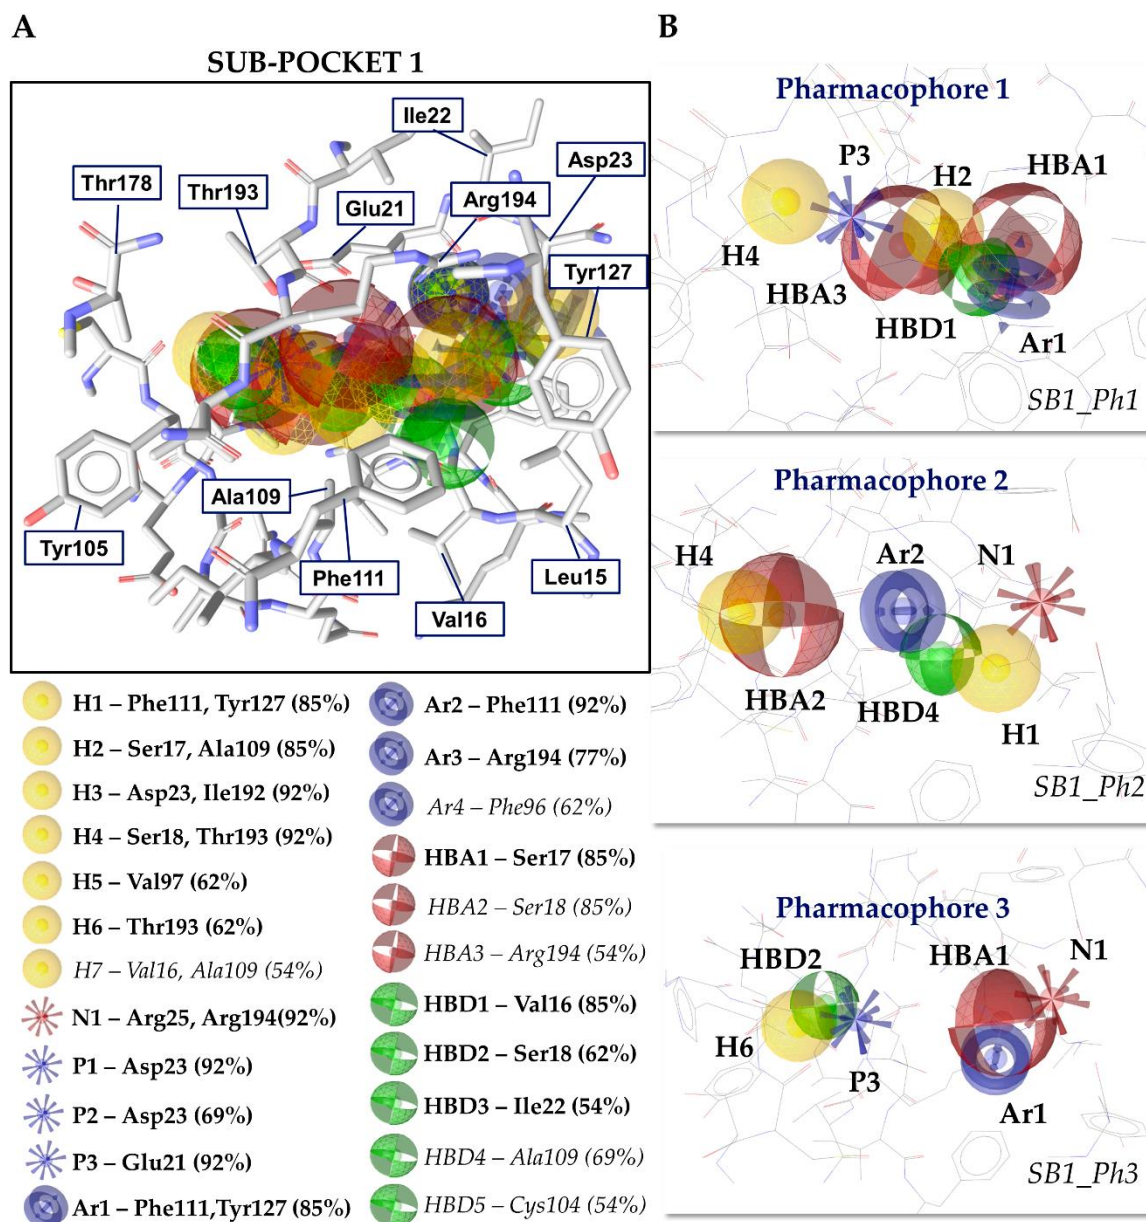 A
SUB-POCKET 1
Ile22
Thr178
Thr193
Glu21
Arg194
Asp23
Tyr127
Ala109
Tyr105
Phe111
Val16
Leu15
H1 – Phe111, Tyr127 (85%)
H2 – Ser17, Ala109 (85%)
H3 – Asp23, Ile192 (92%)
H4 – Ser18, Thr193 (92%)
H5 – Val97 (62%)
H6 – Thr193 (62%)
H7 – Val16, Ala109 (54%)
N1 – Arg25, Arg194(92%)
P1 – Asp23 (92%)
P2 – Asp23 (69%)
P3 – Glu21 (92%)
Ar1 – Phe111,Tyr127 (85%)
Ar2 – Phe111 (92%)
Ar3 – Arg194 (77%)
Ar4 – Phe96 (62%)
HBA1 – Ser17 (85%)
HBA2 – Ser18 (85%)
HBA3 – Arg194 (54%)
HBD1 – Val16 (85%)
HBD2 – Ser18 (62%)
HBD3 – Ile22 (54%)
HBD4 – Ala109 (69%)
HBD5 – Cys104 (54%)
B
Pharmacophore 1
P3
H2
HBA1
H4
HBA3
HBD1
Ar1
SB1_Ph1
Pharmacophore 2
H4
Ar2
N1
HBA2
HBD4
H1
SB1_Ph2
Pharmacophore 3
HBD2
HBA1
N1
H6
P3
Ar1
SB1_Ph3